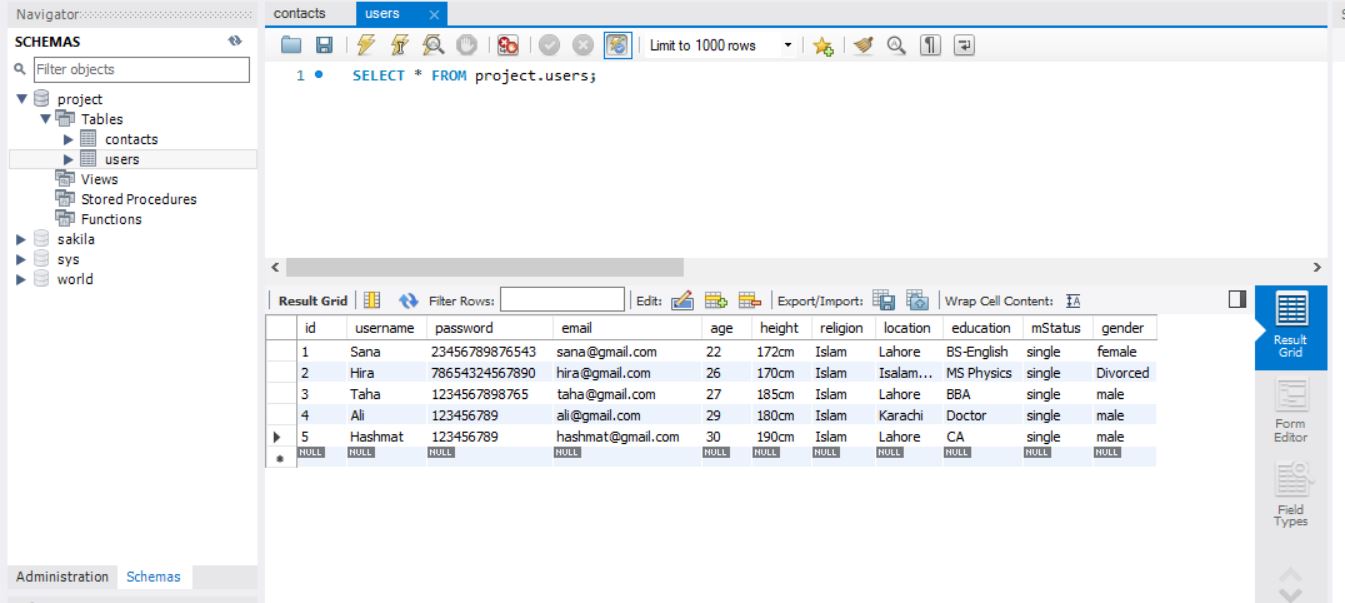 Navigator
SCHEMAS
Filter objects
project
Tables
contacts
users
Views
Stored Procedures
Functions
sakila
sys
world
Administration Schemas
contacts users
Limit to 1000 rows
1 SELECT * FROM project.users;
Result Grid Filter Rows: Edit: Export/Import: Wrap Cell Content:
id username password email age height religion location education mStatus gender
1 Sana 23456789876543 sana@gmail.com 22 172cm Islam Lahore BS-English single female
2 Hira 78654324567890 hira@gmail.com 26 170cm Islam Isalam... MS Physics single Divorced
3 Taha 1234567898765 taha@gmail.com 27 185cm Islam Lahore BBA single male
4 Ali 123456789 ali@gmail.com 29 180cm Islam Karachi Doctor single male
5 Hashmat 123456789 hashmat@gmail.com 30 190cm Islam Lahore CA single male
NULL NULL NULL NULL NULL NULL NULL NULL NULL NULL NULL
Result
Grid
Form
Editor
Field
Types